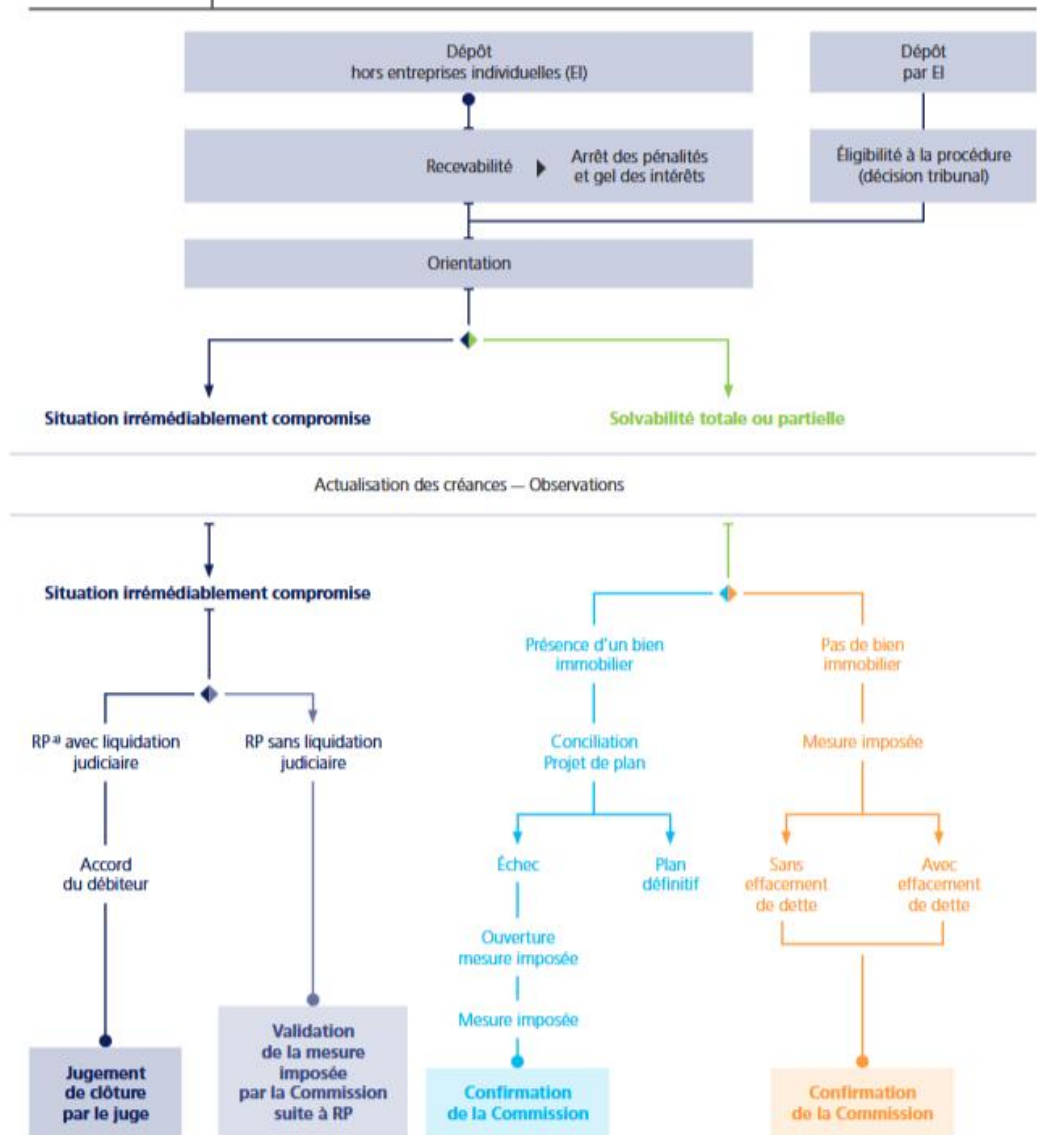 Dépôt
hors entreprises individuelles (EI)
Dépôt
par EI
Recevabilité
Arrêt des pénalités
et gel des intérêts
Éligibilité à la procédure
(décision tribunal)
Orientation
Situation irrémédiablement compromise
Solvabilité totale ou partielle
Actualisation des créances — Observations
Situation irrémédiablement compromise
Présence d'un bien
immobilier
Pas de bien
immobilier
RP a) avec liquidation
judiciaire
RP sans liquidation
judiciaire
Conciliation
Projet de plan
Mesure imposée
Accord
du débiteur
Échec
Plan
définitif
Sans
effacement
de dette
Avec
effacement
de dette
Ouverture
mesure imposée
Mesure imposée
Jugement
de clôture
par le juge
Validation
de la mesure
imposée
par la Commission
suite à RP
Confirmation
de la Commission
Confirmation
de la Commission